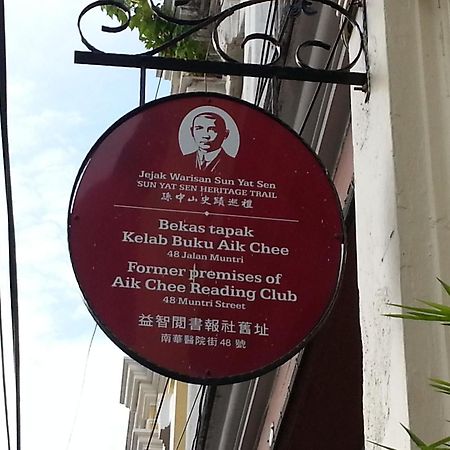 Jejak Warisan Sun Yat Sen
SUN YAT SEN HERITAGE TRAIL
孫中山史蹟巡禮
Bekas tapak
Kelab Buku Aik Chee
48 Jalan Muntri
Former premises of
Aik Chee Reading Club
48 Muntri Street
益智閱書報社舊址
南華醫院街48號